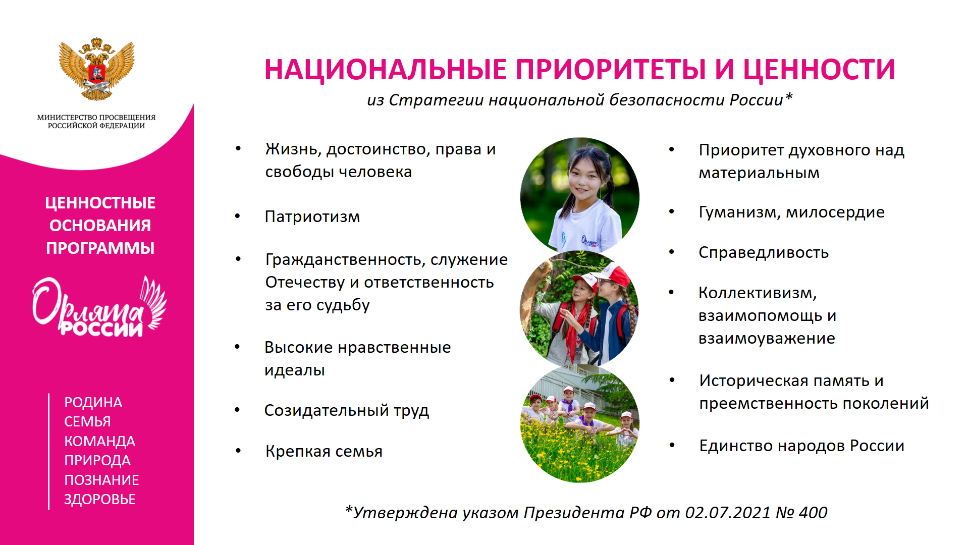 МИНИСТЕРСТВО ПРОСВЕЩЕНИЯ
РОССИЙСКОЙ ФЕДЕРАЦИИ
ЦЕННОСТНЫЕ
ОСНОВАНИЯ
ПРОГРАММЫ
Орлята
РОССИИ
РОДИНА
СЕМЬЯ
КОМАНДА
ПРИРОДА
ПОЗНАНИЕ
ЗДОРОВЬЕ
НАЦИОНАЛЬНЫЕ ПРИОРИТЕТЫ И ЦЕННОСТИ
из Стратегии национальной безопасности России*
• Жизнь, достоинство, права и
свободы человека
• Патриотизм
• Гражданственность, служение
Отечеству и ответственность
за его судьбу
• Высокие нравственные
идеалы
• Созидательный труд
• Крепкая семья
• Приоритет духовного над
материальным
• Гуманизм, милосердие
• Справедливость
• Коллективизм,
взаимопомощь и
взаимоуважение
• Историческая память и
преемственность поколений
• Единство народов России
*Утверждена указом Президента РФ от 02.07.2021 № 400